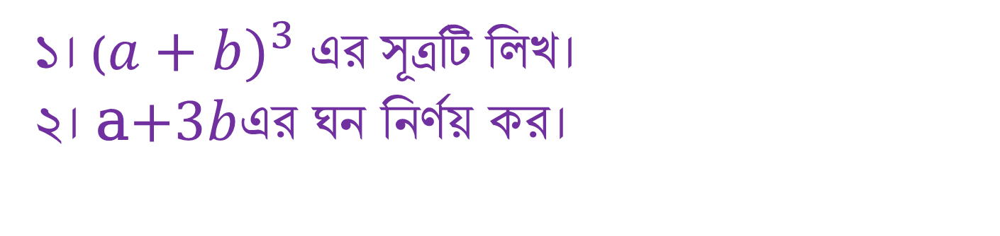 ১। (a + b)³ এর সূত্রটি লিখ।
২। a+3bএর ঘন নির্ণয় কর।